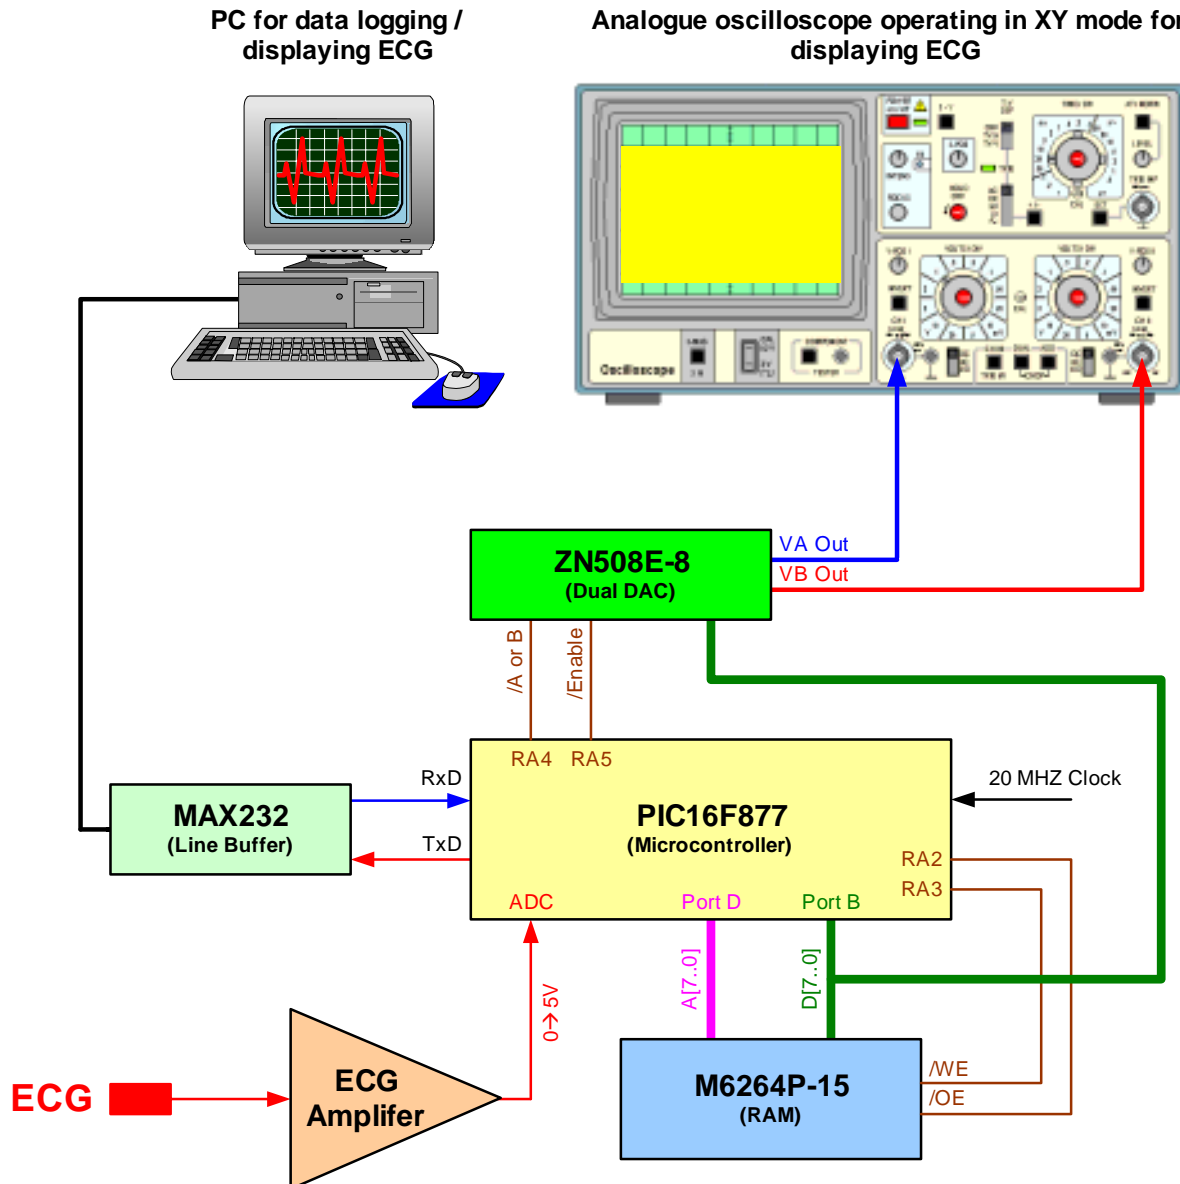 PC for data logging /
displaying ECG
Analogue oscilloscope operating in XY mode for
displaying ECG
Oscilloscope
ZN508E-8
(Dual DAC)
VA Out
VB Out
/A or B
/Enable
RA4
RA5
RxD
20 MHZ Clock
MAX232
(Line Buffer)
PIC16F877
(Microcontroller)
TxD
RA2
RA3
ADC
Port D
Port B
A[7..0]
D[7..0]
0→5V
ECG
ECG
Amplifer
M6264P-15
(RAM)
/WE
/OE